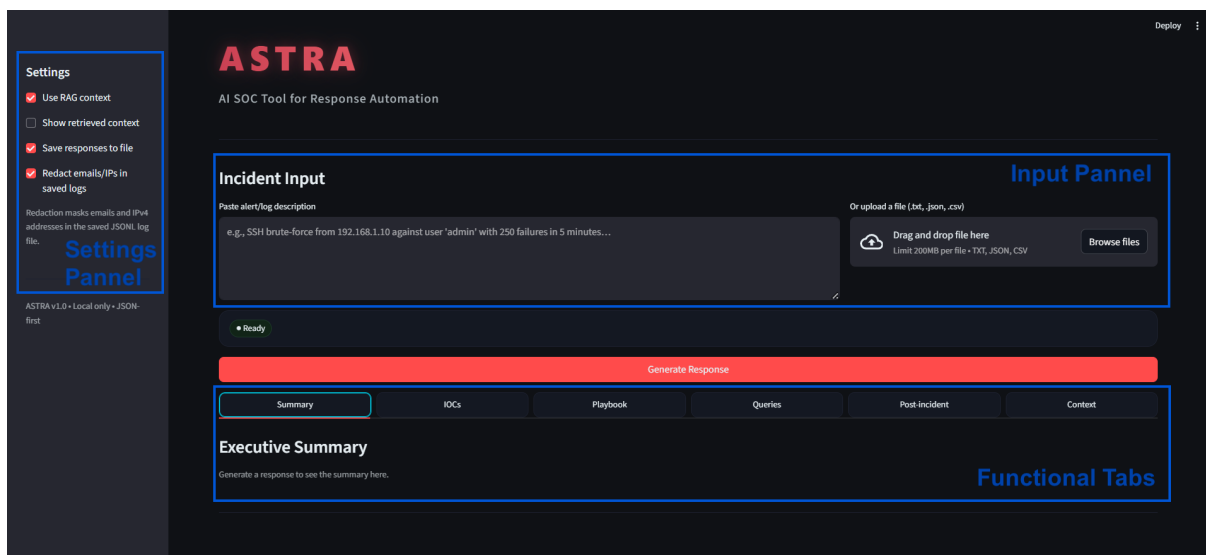 Deploy
Settings
Use RAG context
Show retrieved context
Save responses to file
Redact emails/IPs in
saved logs
Redaction masks emails and IPv4
addresses in the saved JSONL log
file.
Settings
Pannel
ASTRA v1.0 • Local only • JSON-
first
ASTRA
AI SOC Tool for Response Automation
Input Pannel
Incident Input
Paste alert/log description
e.g., SSH brute-force from 192.168.1.10 against user 'admin' with 250 failures in 5 minutes...
Or upload a file (.txt, .json, .csv)
Drag and drop file here
Limit 200MB per file • TXT, JSON, CSV
Browse files
Ready
Generate Response
Summary
IOCs
Playbook
Queries
Post-incident
Context
Executive Summary
Generate a response to see the summary here.
Functional Tabs